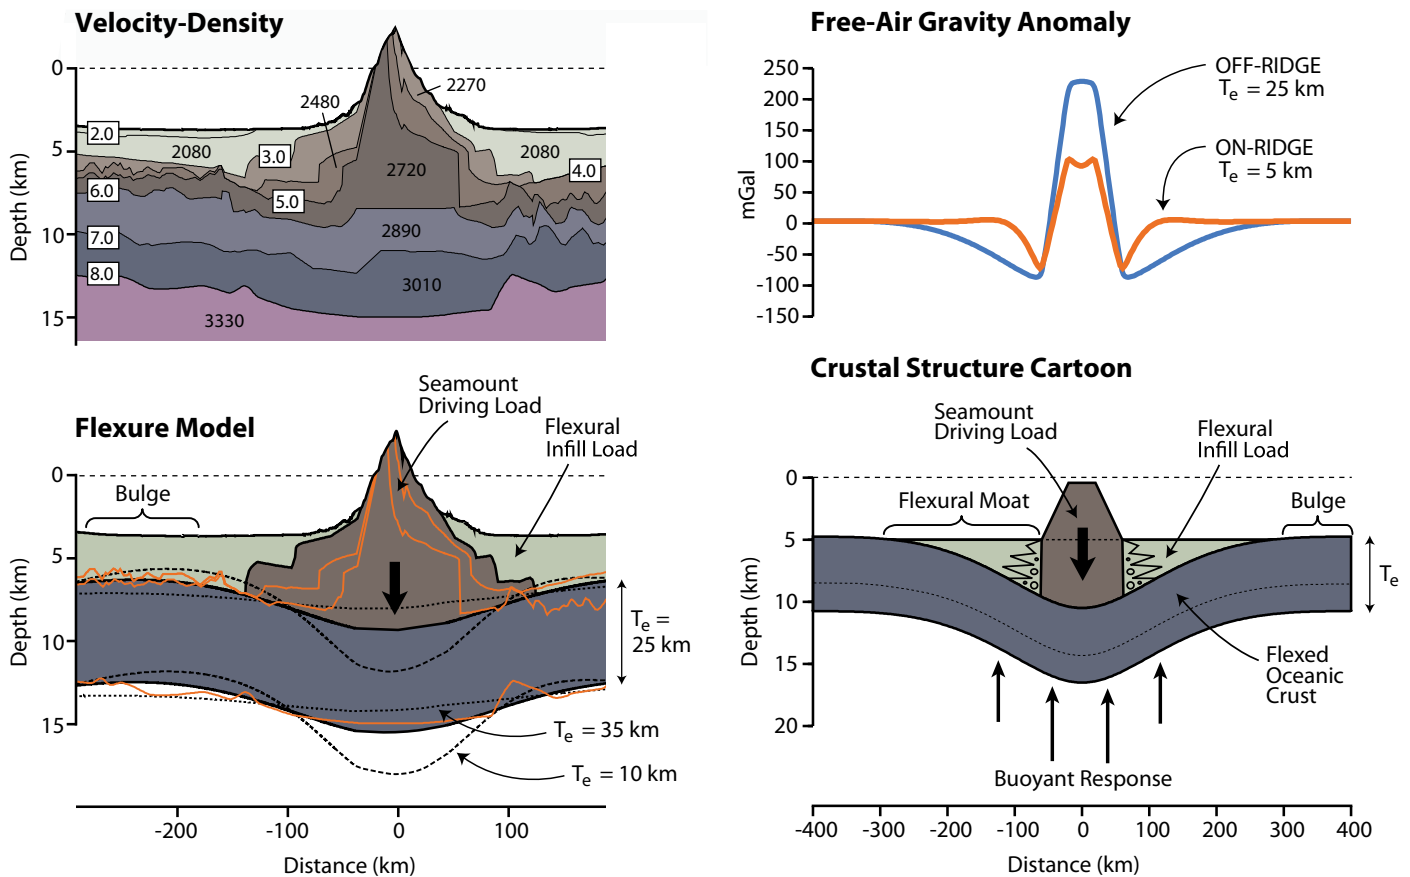 Velocity-Density
0
5
10
15
Depth (km)
2.0
6.0
7.0
8.0
3.0
5.0
4.0
2080
2480
2270
2720
2080
2890
3010
3330
Free-Air Gravity Anomaly
250
200
150
100
50
0
-50
-100
-150
mGal
OFF-RIDGE
Te = 25 km
ON-RIDGE
Te = 5 km
Flexure Model
Seamount
Driving Load
Flexural
Infill Load
Bulge
0
5
10
15
Depth (km)
Te =
25 km
Te = 35 km
Te = 10 km
-200
-100
0
100
Distance (km)
Crustal Structure Cartoon
Seamount
Driving Load
Flexural
Infill Load
Flexural Moat
Bulge
0
5
10
15
20
Depth (km)
Te
Flexed
Oceanic
Crust
Buoyant Response
-400
-300
-200
-100
0
100
200
300
400
Distance (km)